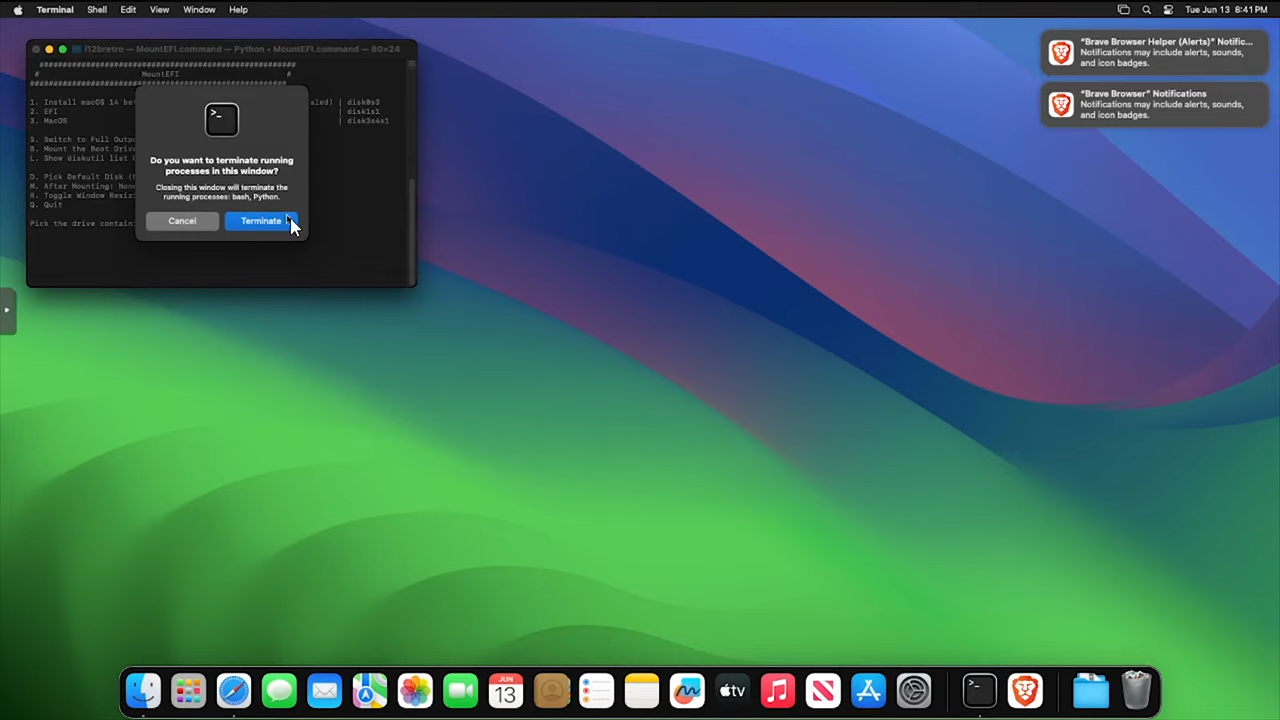 Terminal Shell Edit View Window Help
Tue Jun 13 8:41 PM
i12bretro — MountEFI.command — Python • MountEFI.command — 80x24
#######################################################
# MountEFI #
#######################################################
1. Install macOS 14 bet
aled) | disk0s3
2. EFI | disk1s1
3. MacOS | disk3s4s1
S. Switch to Full Outpu
B. Mount the Boot Drive
L. Show diskutil list (
D. Pick Default Disk (N
M. After Mounting: None
R. Toggle Window Resizi
Q. Quit
Pick the drive contain
>_
Do you want to terminate running
processes in this window?
Closing this window will terminate the
running processes: bash, Python.
Cancel Terminate
“Brave Browser Helper (Alerts)” Notific...
Notifications may include alerts, sounds,
and icon badges.
“Brave Browser” Notifications
Notifications may include alerts, sounds,
and icon badges.
JUN
13
tv
>_